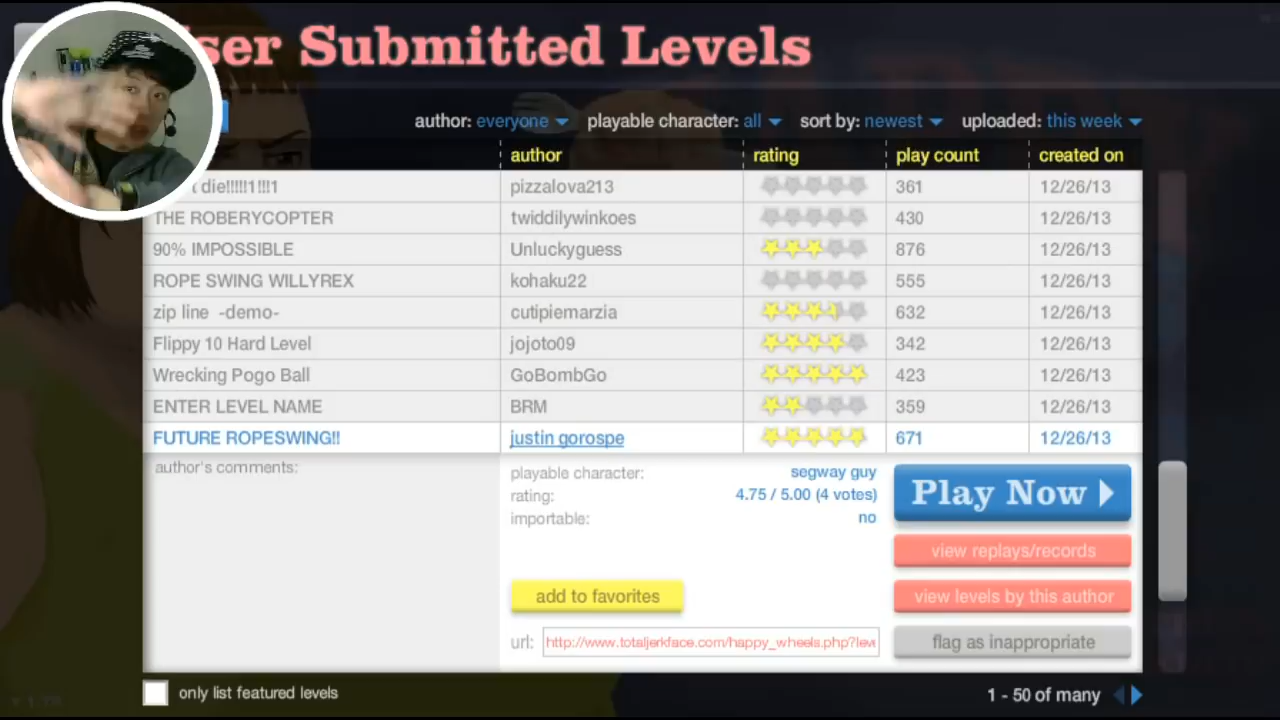 ser Submitted Levels
author: everyone playable character: all sort by: newest uploaded: this week
author rating play count created on
die!!!!!1!!!1 pizzalova213 361 12/26/13
THE ROBERYCOPTER twiddilywinkoes 430 12/26/13
90% IMPOSSIBLE Unluckyguess 876 12/26/13
ROPE SWING WILLYREX kohaku22 555 12/26/13
zip line -demo- cutipiemarzia 632 12/26/13
Flippy 10 Hard Level jojoto09 342 12/26/13
Wrecking Pogo Ball GoBombGo 423 12/26/13
ENTER LEVEL NAME BRM 359 12/26/13
FUTURE ROPESWING!! justin gorospe 671 12/26/13
author's comments:
playable character: segway guy
rating: 4.75 / 5.00 (4 votes)
importable: no
Play Now
view replays/records
add to favorites
view levels by this author
url: http://www.totaljerkface.com/happy_wheels.php?lev
flag as inappropriate
only list featured levels
1 - 50 of many